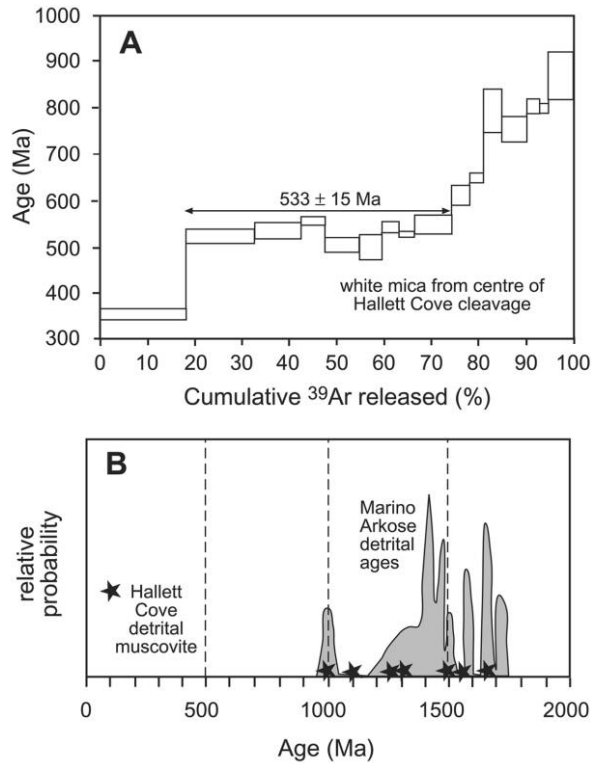 A
Age (Ma)
1000
900
800
700
600
500
400
300
533 ± 15 Ma
white mica from centre of
Hallett Cove cleavage
0 10 20 30 40 50 60 70 80 90 100
Cumulative ³⁹Ar released (%)
B
relative
probability
Marino
Arkose
detrital
ages
Hallett
Cove
detrital
muscovite
0 500 1000 1500 2000
Age (Ma)